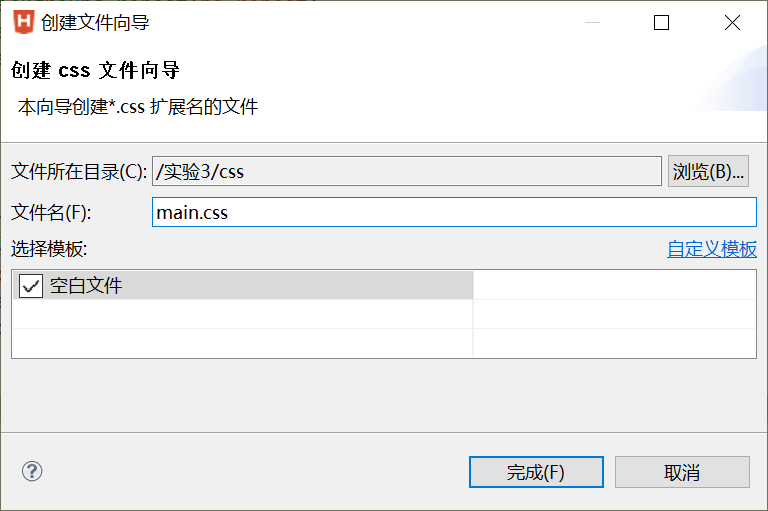 创建文件向导
创建 css 文件向导
本向导创建*.css 扩展名的文件
文件所在目录(C): /实验3/css 浏览(B)...
文件名(F): main.css
选择模板: 自定义模板
空白文件
完成(F) 取消